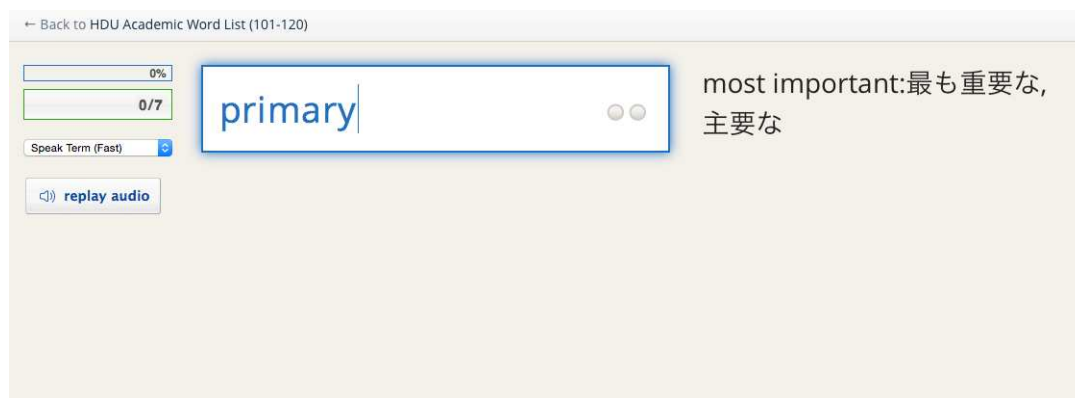 ← Back to HDU Academic Word List (101-120)
0%
0/7
Speak Term (Fast)
replay audio
primary
most important:最も重要な,
主要な